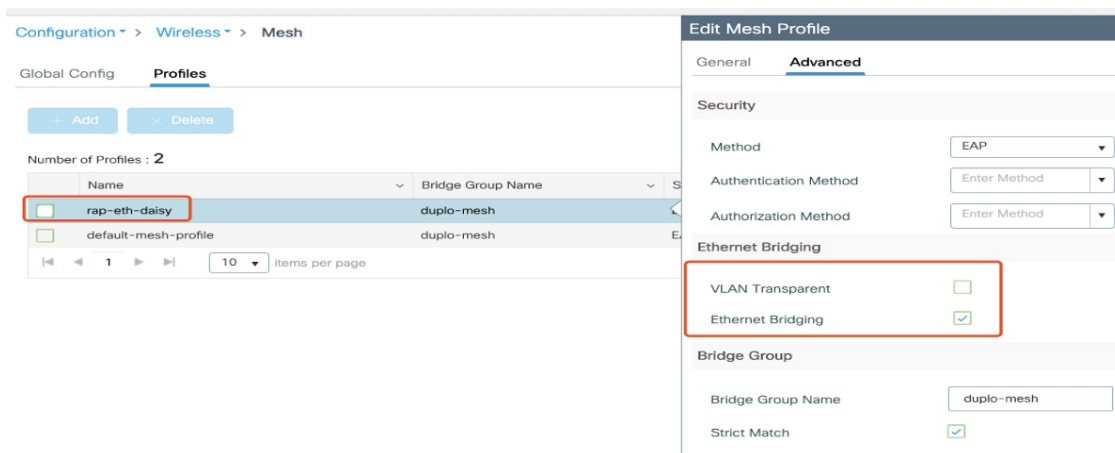 Configuration > Wireless > Mesh
Global Config Profiles
+ Add × Delete
Number of Profiles : 2
Name Bridge Group Name S
rap-eth-daisy duplo-mesh
default-mesh-profile duplo-mesh E
1 10 items per page
Edit Mesh Profile
General Advanced
Security
Method EAP
Authentication Method Enter Method
Authorization Method Enter Method
Ethernet Bridging
VLAN Transparent
Ethernet Bridging
Bridge Group
Bridge Group Name duplo-mesh
Strict Match